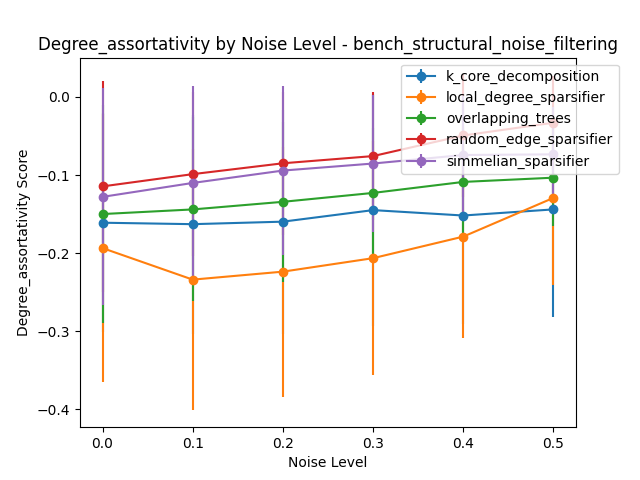 Degree_assortativity by Noise Level - bench_structural_noise_filtering
k_core_decomposition
local_degree_sparsifier
overlapping_trees
random_edge_sparsifier
simmelian_sparsifier
Degree_assortativity Score
0.0
−0.1
−0.2
−0.3
−0.4
0.0 0.1 0.2 0.3 0.4 0.5
Noise Level